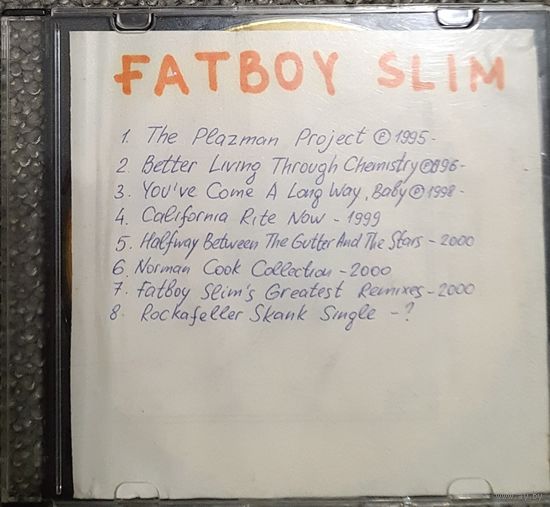 FATBOY SLIM
1. The Plazman Project ℗ 1995-
2. Better Living Through Chemistry ℗ 1996-
3. You've Come A Long Way, Baby ℗ 1998-
4. California Rite Now - 1999
5. Halfway Between The Gutter And The Stars - 2000
6. Norman Cook Collection - 2000
7. Fatboy Slim's Greatest Remixes - 2000
8. Rockafeller Skank Single - ?